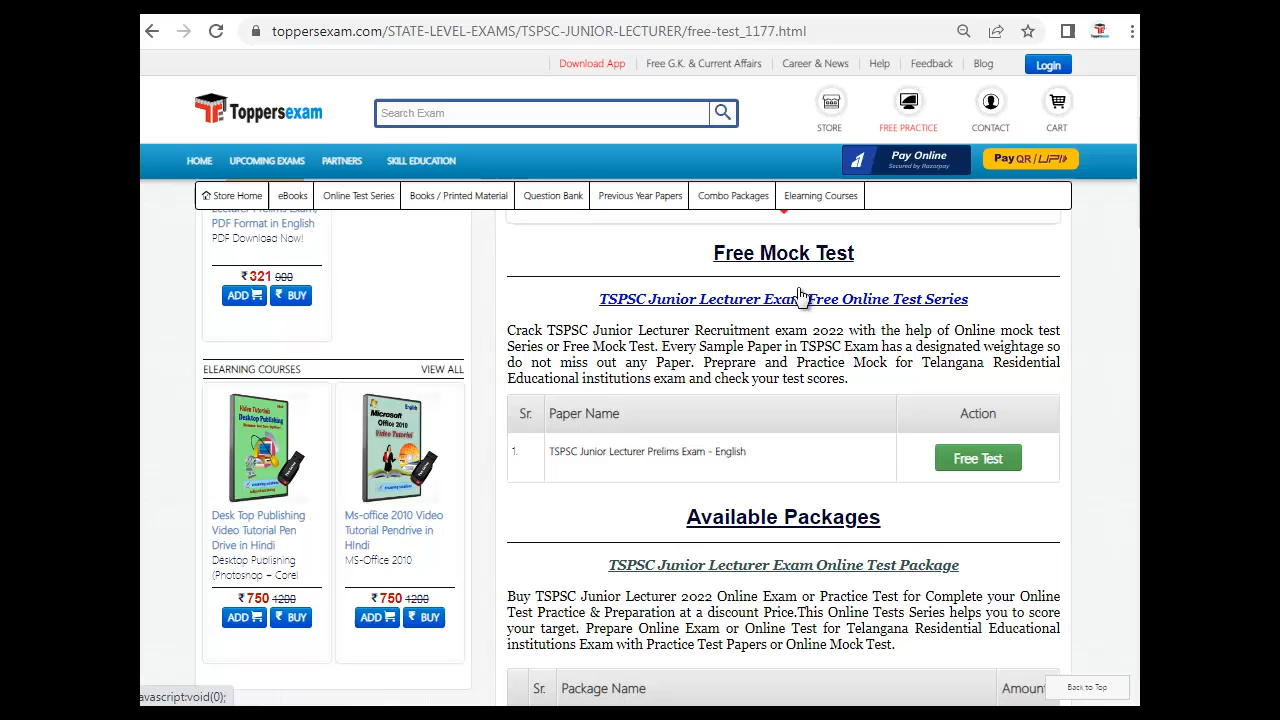 toppersexam.com/STATE-LEVEL-EXAMS/TSPSC-JUNIOR-LECTURER/free-test_1177.html
Download App
Free G.K. & Current Affairs
Career & News
Help
Feedback
Blog
Login
Toppersexam
Search Exam
STORE
FREE PRACTICE
CONTACT
CART
HOME
UPCOMING EXAMS
PARTNERS
SKILL EDUCATION
Pay Online
Secured by Razorpay
Pay QR / UPI
Store Home
eBooks
Online Test Series
Books / Printed Material
Question Bank
Previous Year Papers
Combo Packages
Elearning Courses
Lecturer Prelims Exam)
PDF Format in English
PDF Download Now!
₹ 321 900
ADD
₹ BUY
ELEARNING COURSES
VIEW ALL
Desk Top Publishing
Video Tutorial Pen
Drive in Hindi
Desktop Publishing
(Photosnop – Corel
₹ 750 1200
ADD
₹ BUY
Ms-office 2010 Video
Tutorial Pendrive in
HIndi
MS-Office 2010
₹ 750 1200
ADD
₹ BUY
Free Mock Test
TSPSC Junior Lecturer Exam Free Online Test Series
Crack TSPSC Junior Lecturer Recruitment exam 2022 with the help of Online mock test
Series or Free Mock Test. Every Sample Paper in TSPSC Exam has a designated weightage so
do not miss out any Paper. Preprare and Practice Mock for Telangana Residential
Educational institutions exam and check your test scores.
Sr. Paper Name Action
1. TSPSC Junior Lecturer Prelims Exam - English Free Test
Available Packages
TSPSC Junior Lecturer Exam Online Test Package
Buy TSPSC Junior Lecturer 2022 Online Exam or Practice Test for Complete your Online
Test Practice & Preparation at a discount Price.This Online Tests Series helps you to score
your target. Prepare Online Exam or Online Test for Telangana Residential Educational
institutions Exam with Practice Test Papers or Online Mock Test.
Sr. Package Name Amoun
Back to Top
avascript:void(0);